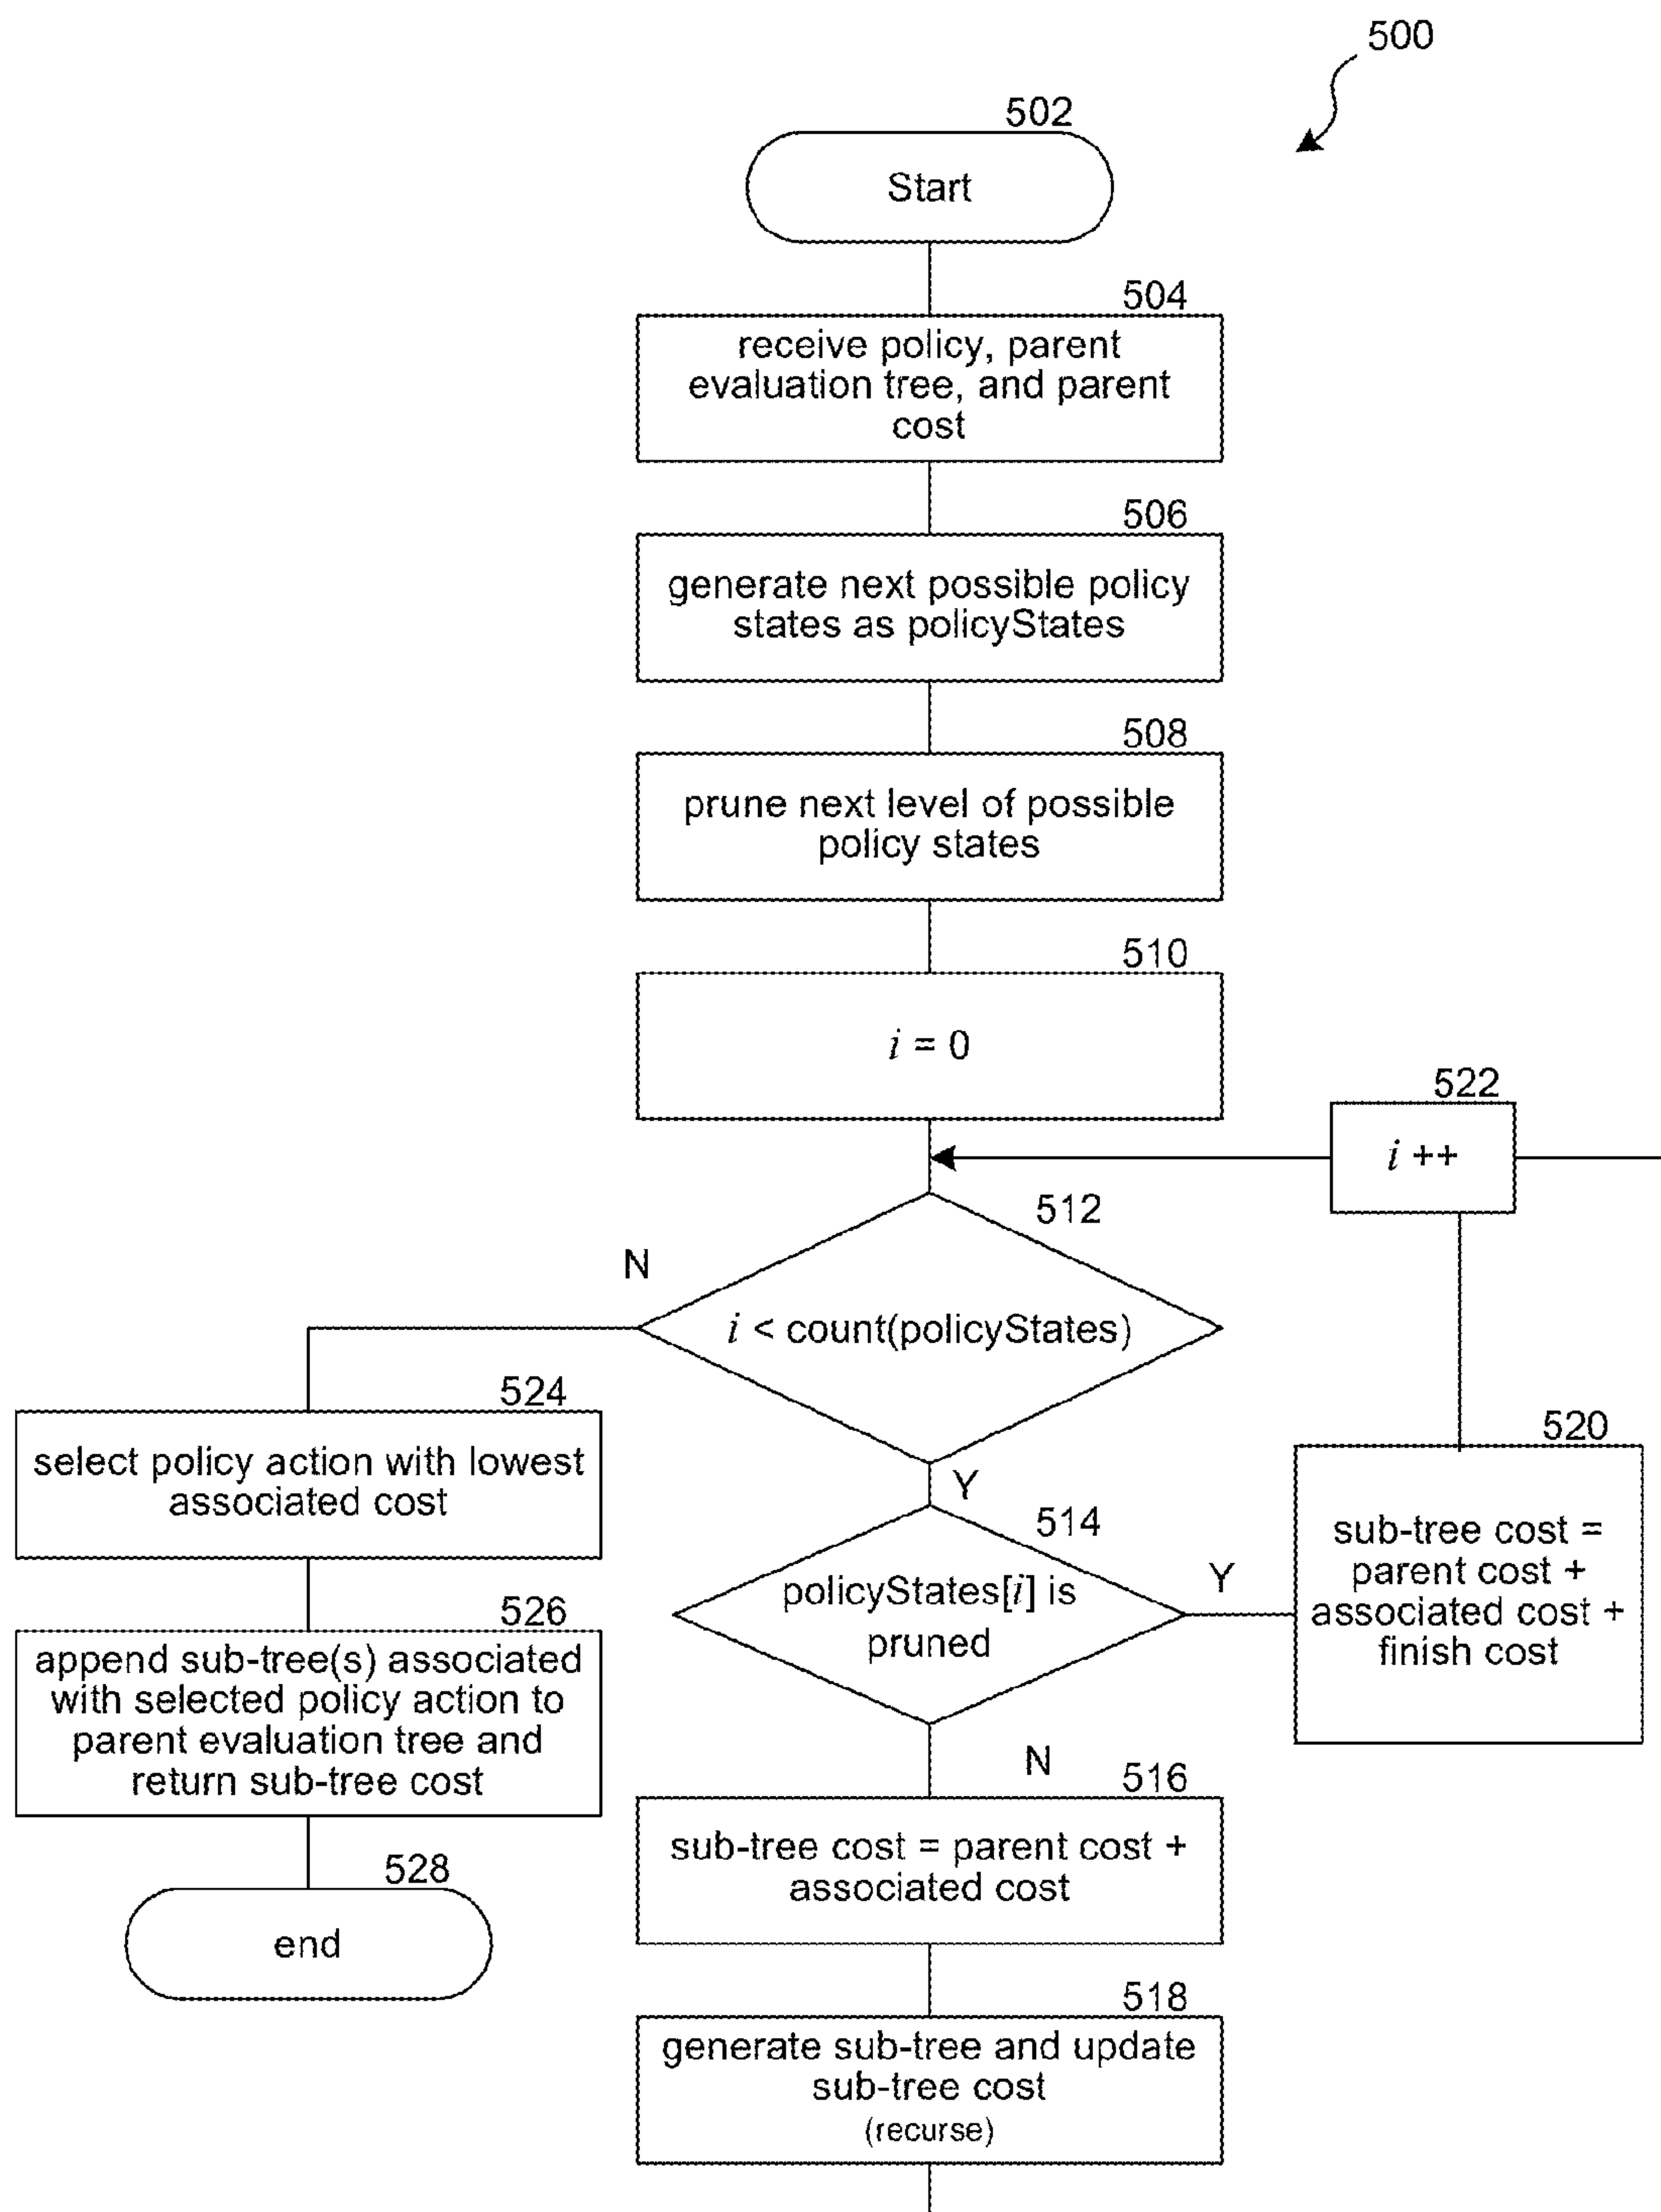 500
502
Start
504
receive policy, parent
evaluation tree, and parent
cost
506
generate next possible policy
states as policyStates
508
prune next level of possible
policy states
510
i = 0
522
i ++
512
N
i < count(policyStates)
Y
524
select policy action with lowest
associated cost
514
policyStates[i] is
pruned
Y
520
sub-tree cost =
parent cost +
associated cost +
finish cost
526
append sub-tree(s) associated
with selected policy action to
parent evaluation tree and
return sub-tree cost
N
516
sub-tree cost = parent cost +
associated cost
528
end
518
generate sub-tree and update
sub-tree cost
(recurse)